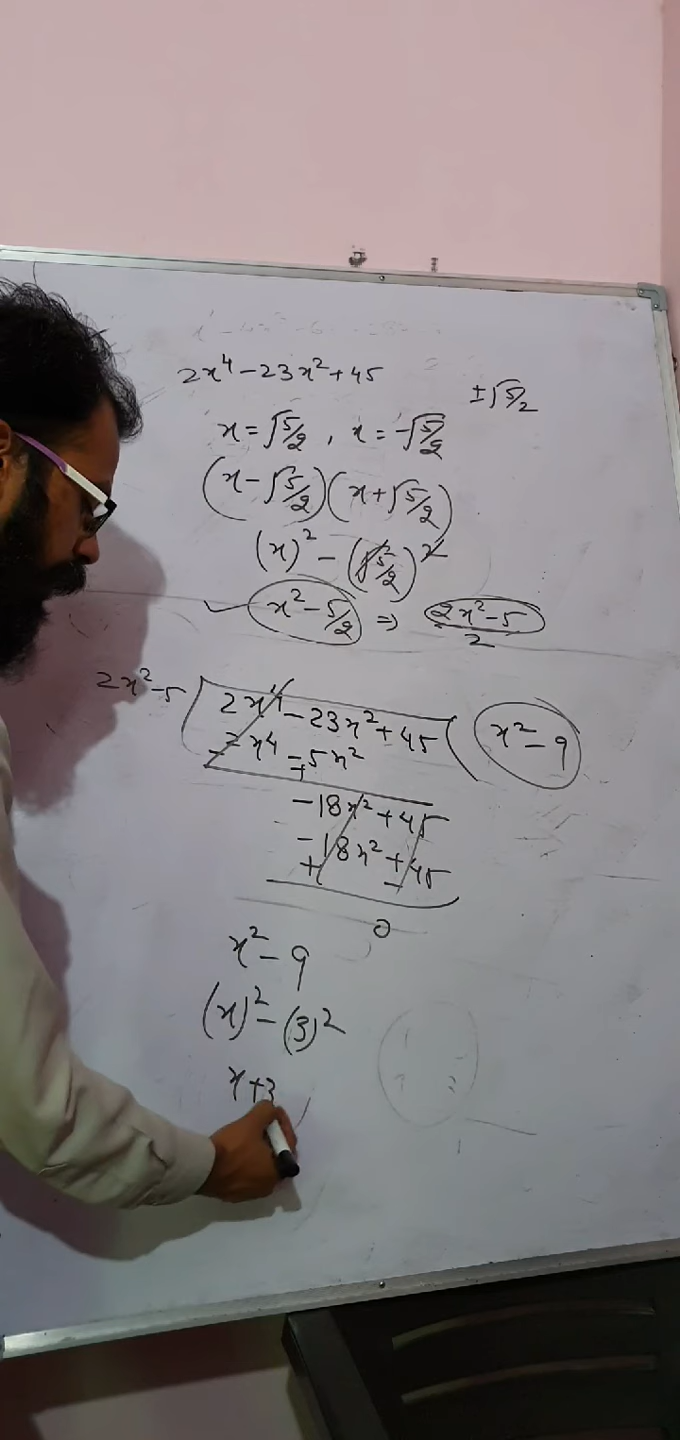 2x⁴-23x²+45
±√5/2
x=√5/2, x=-√5/2
(x-√5/2)(x+√5/2)
(x)²-(√5/2)²
x²-5/2 ⇒ 2x²-5/2
2x²-5) 2x⁴-23x²+45 (x²-9
-2x⁴-5x²
+
-18x²+45
-18x²+45
+ -
0
x²-9
(x)²-(3)²
x+3